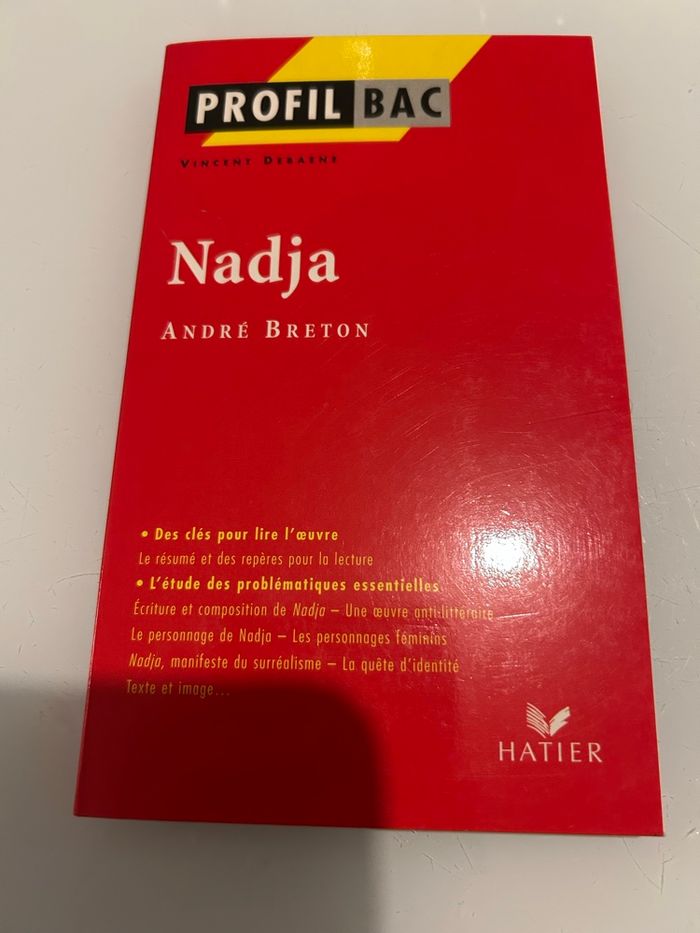 PROFIL BAC
VINCENT DEBAENE
Nadja
ANDRÉ BRETON
• Des clés pour lire l'œuvre
Le résumé et des repères pour la lecture
• L'étude des problématiques essentielles
Écriture et composition de Nadja – Une œuvre anti-littéraire
Le personnage de Nadja – Les personnages féminins
Nadja, manifeste du surréalisme – La quête d'identité
Texte et image...
HATIER